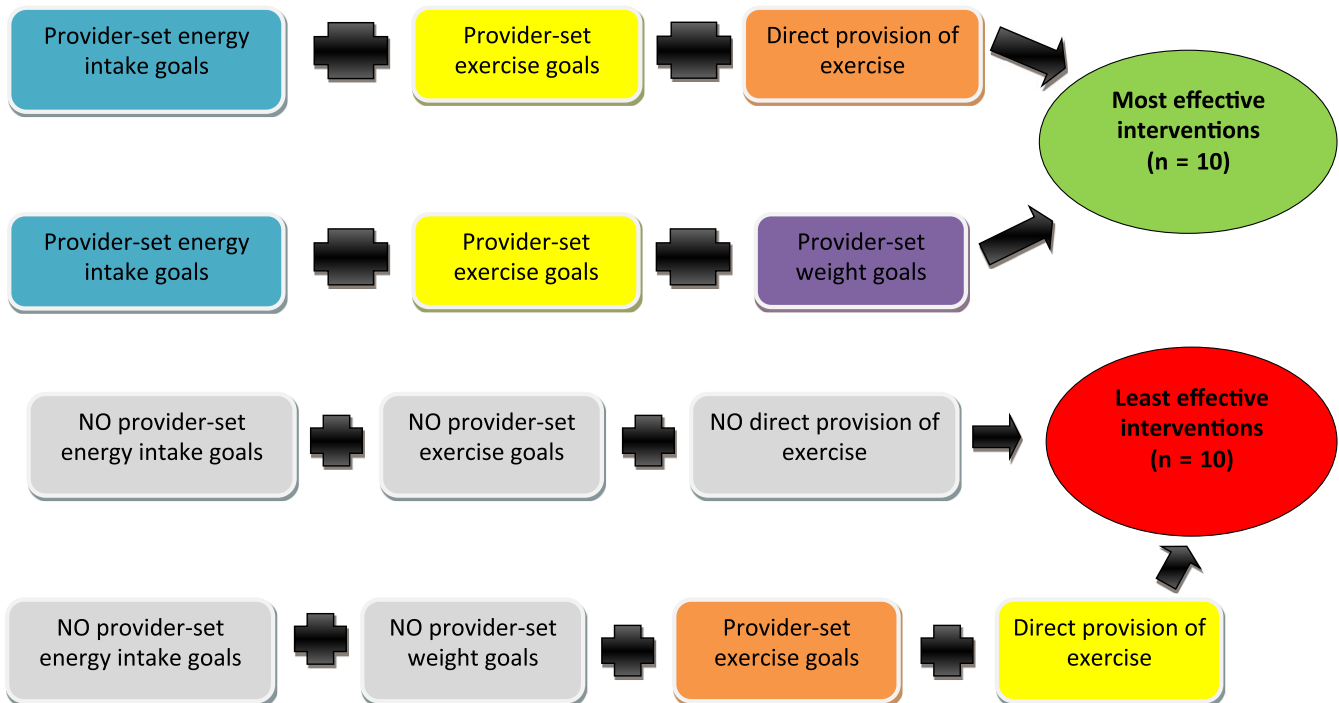 Provider-set energy
intake goals
Provider-set
exercise goals
Direct provision of
exercise
Most effective
interventions
(n = 10)
Provider-set energy
intake goals
Provider-set
exercise goals
Provider-set
weight goals
NO provider-set
energy intake goals
NO provider-set
exercise goals
NO direct provision of
exercise
Least effective
interventions
(n = 10)
NO provider-set
energy intake goals
NO provider-set
weight goals
Provider-set
exercise goals
Direct provision of
exercise